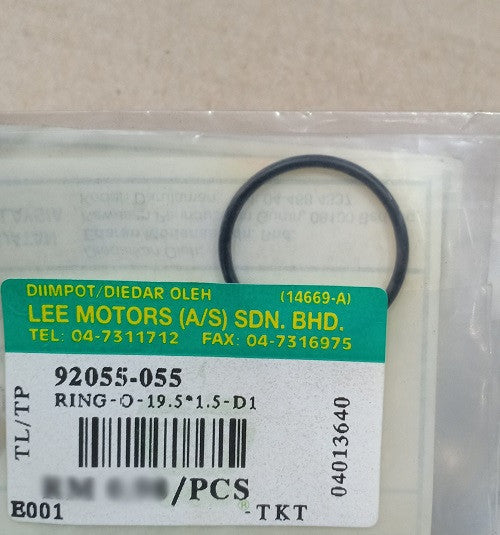 DIIMPOT/DIEDAR OLEH (14669-A)
LEE MOTORS (A/S) SDN. BHD.
TEL: 04-7311712 FAX: 04-7316975
92055-055
RING-O-19.5*1.5-D1
TL/TP
04013640
/PCS
E001
-TKT